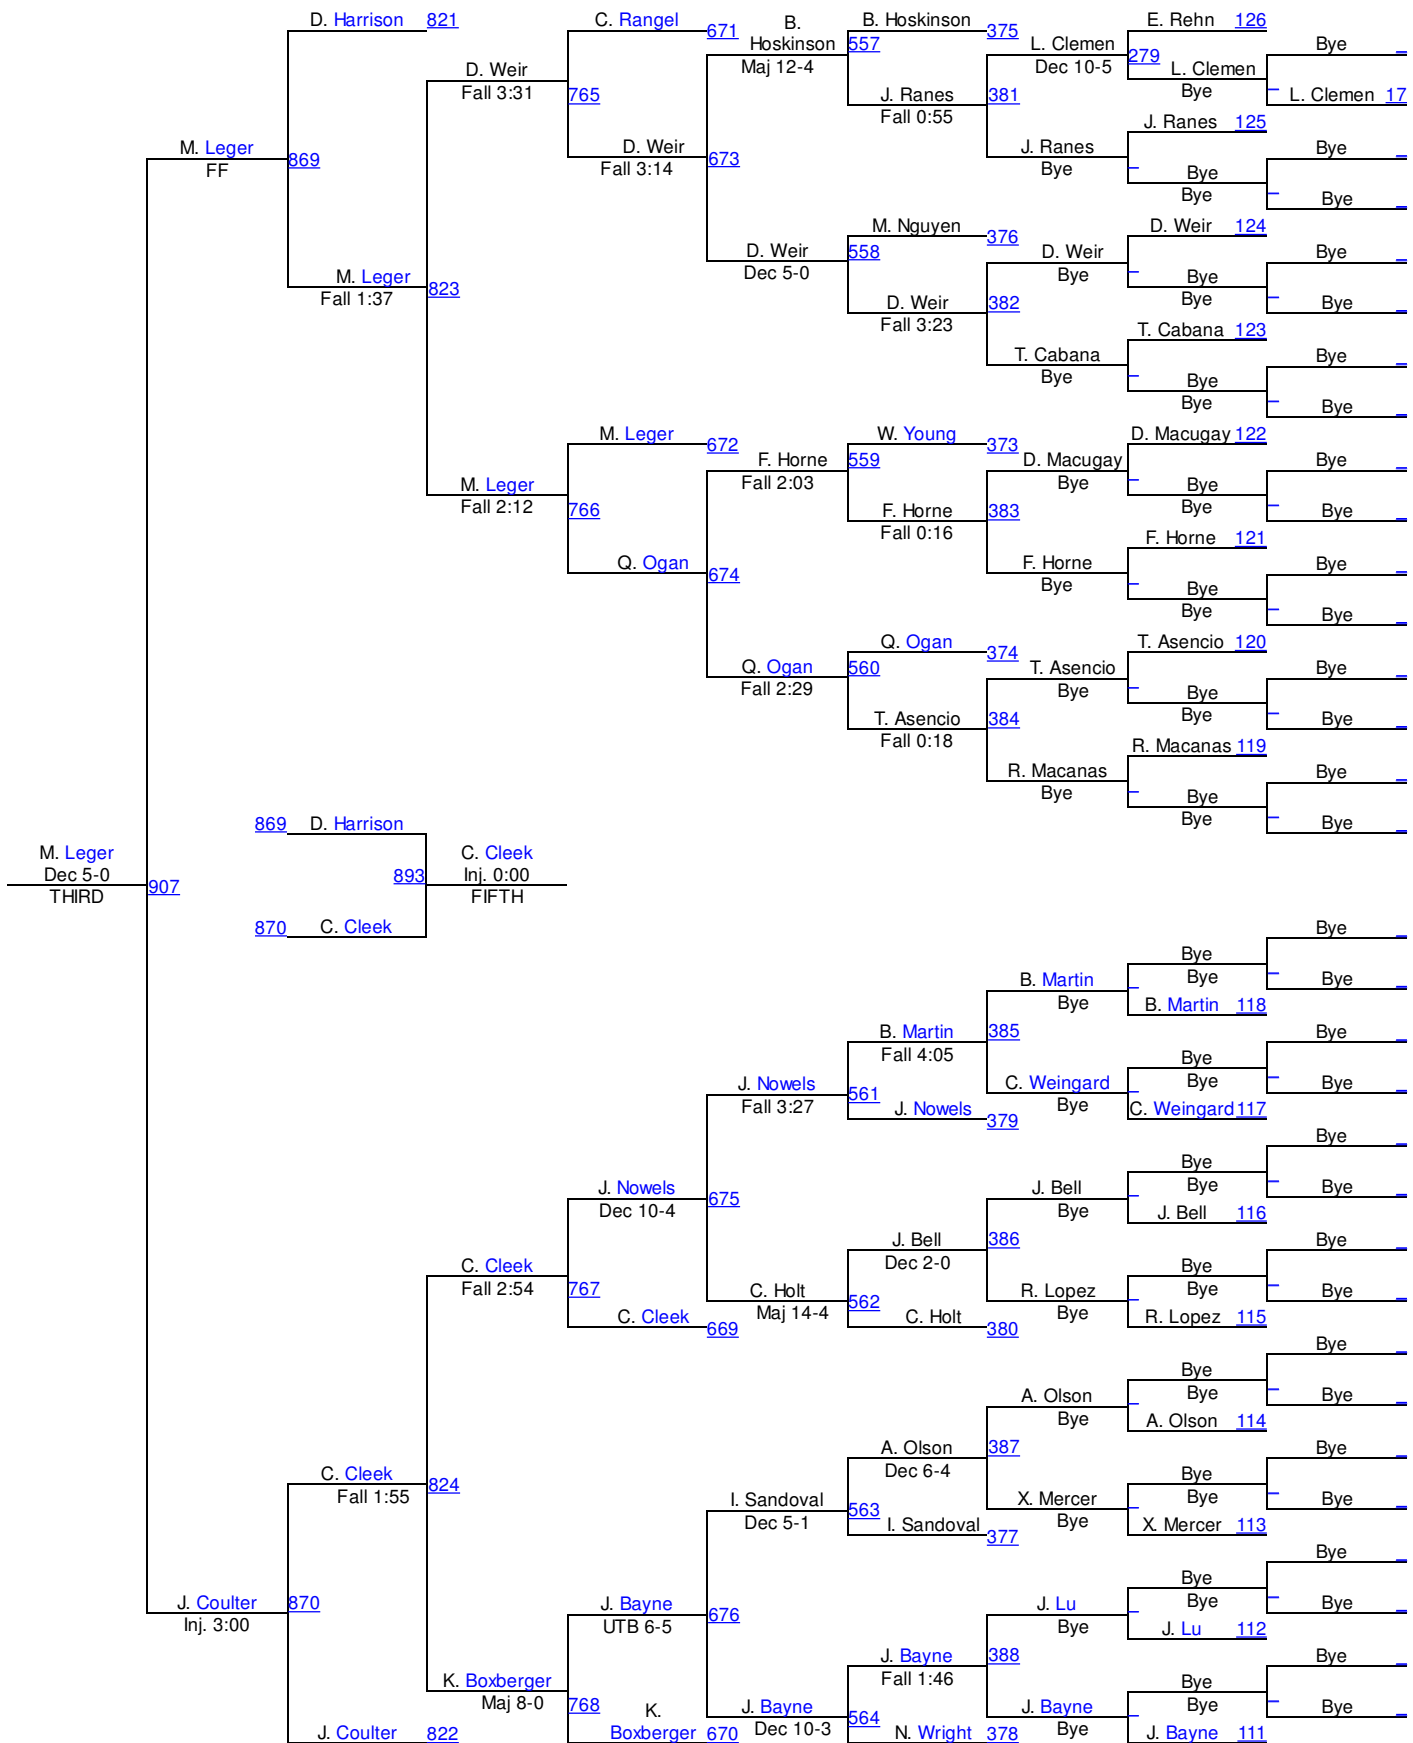 D. Harrison 821
C. Rangel 671
B. Hoskinson
Maj 12-4
B. Hoskinson 375
557
L. Clemen
Dec 10-5
E. Rehn 126
279
L. Clemen
Bye
Bye
L. Clemen 17
D. Weir
Fall 3:31
765
J. Ranes
Fall 0:55
381
J. Ranes 125
M. Leger
FF
869
D. Weir
Fall 3:14
673
J. Ranes
Bye
Bye
Bye
Bye
Bye
M. Nguyen 376
D. Weir 124
D. Weir
Dec 5-0
558
D. Weir
Bye
Bye
Bye
Bye
Bye
M. Leger
Fall 1:37
823
D. Weir
Fall 3:23
382
T. Cabana 123
T. Cabana
Bye
Bye
Bye
Bye
Bye
M. Leger 672
W. Young 373
D. Macugay 122
F. Horne
Fall 2:03
559
D. Macugay
Bye
Bye
Bye
Bye
Bye
M. Leger
Fall 2:12
766
F. Horne
Fall 0:16
383
F. Horne 121
Q. Ogan 674
F. Horne
Bye
Bye
Bye
Bye
Bye
Q. Ogan 374
T. Asencio 120
Q. Ogan
Fall 2:29
560
T. Asencio
Bye
Bye
Bye
Bye
Bye
T. Asencio
Fall 0:18
384
R. Macanas 119
R. Macanas
Bye
Bye
Bye
Bye
Bye
869 D. Harrison
M. Leger
Dec 5-0
THIRD
907
893
C. Cleek
Inj. 0:00
FIFTH
870 C. Cleek
Bye
Bye
Bye
Bye
B. Martin
Bye
B. Martin 118
B. Martin
Fall 4:05
385
Bye
Bye
Bye
Bye
J. Nowels
Fall 3:27
561
C. Weingard
Bye
C. Weingard 117
J. Nowels 379
Bye
Bye
Bye
Bye
J. Nowels
Dec 10-4
675
J. Bell
Bye
J. Bell 116
J. Bell
Dec 2-0
386
Bye
Bye
Bye
Bye
C. Cleek
Fall 2:54
767
C. Holt
Maj 14-4
562
R. Lopez
Bye
R. Lopez 115
C. Cleek 669
C. Holt 380
Bye
Bye
Bye
Bye
A. Olson
Bye
A. Olson 114
A. Olson
Dec 6-4
387
Bye
Bye
Bye
Bye
C. Cleek
Fall 1:55
824
I. Sandoval
Dec 5-1
563
X. Mercer
Bye
X. Mercer 113
I. Sandoval 377
Bye
Bye
Bye
Bye
J. Coulter
Inj. 3:00
870
J. Bayne
UTB 6-5
676
J. Lu
Bye
J. Lu 112
J. Bayne
Fall 1:46
388
Bye
Bye
Bye
Bye
K. Boxberger
Maj 8-0
768
J. Bayne
Dec 10-3
564
J. Bayne
Bye
J. Coulter 822
K. Boxberger 670
N. Wright 378
J. Bayne 111